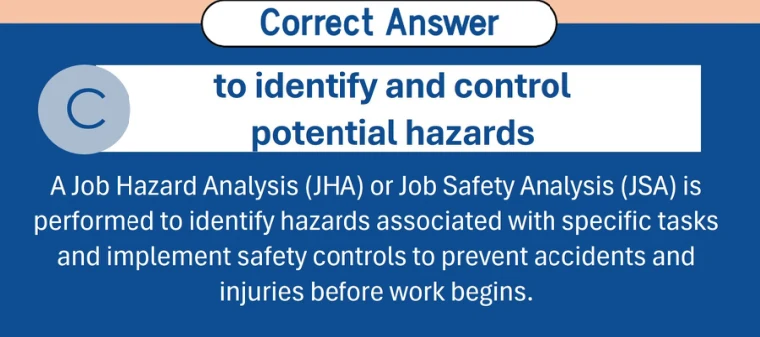 Correct Answer
C
to identify and control
potential hazards
A Job Hazard Analysis (JHA) or Job Safety Analysis (JSA) is
performed to identify hazards associated with specific tasks
and implement safety controls to prevent accidents and
injuries before work begins.